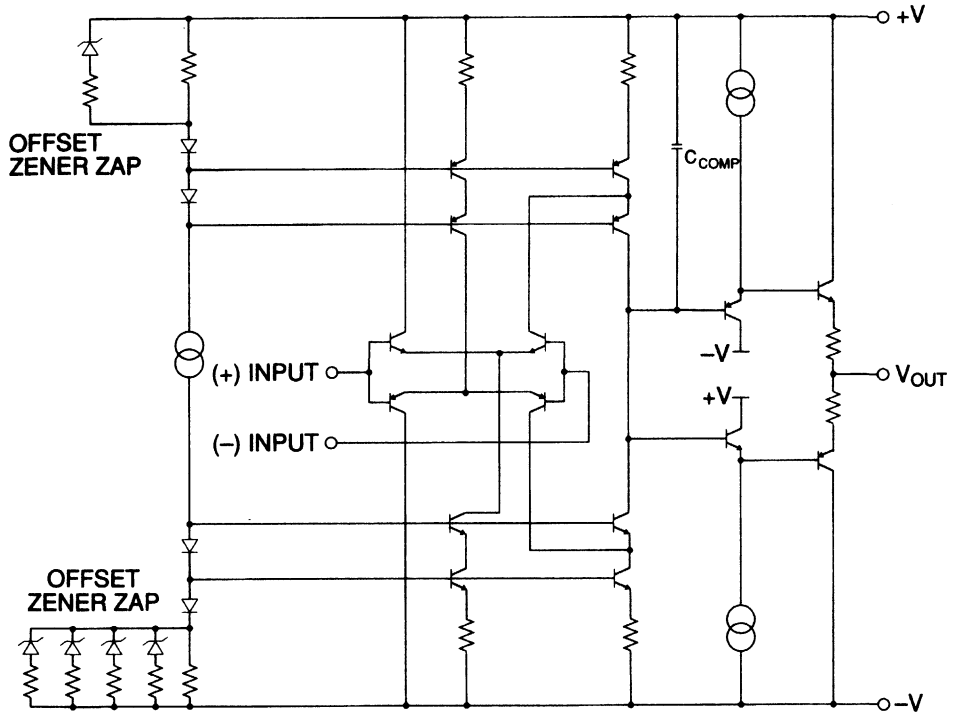 +V
OFFSET
ZENER ZAP
CCOMP
(+) INPUT
−V
VOUT
+V
(–) INPUT
OFFSET
ZENER ZAP
−V